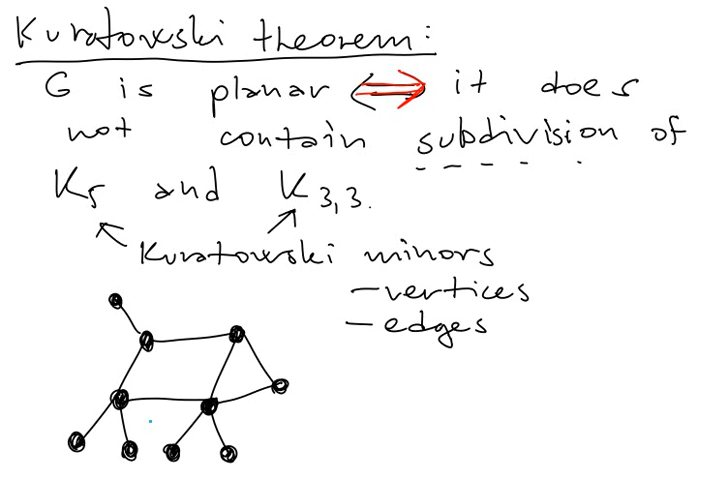 Kuratowski theorem:
G is planar ⟺ it does
not contain subdivision of
K5 and K3,3.
Kuratowski minors
- vertices
- edges